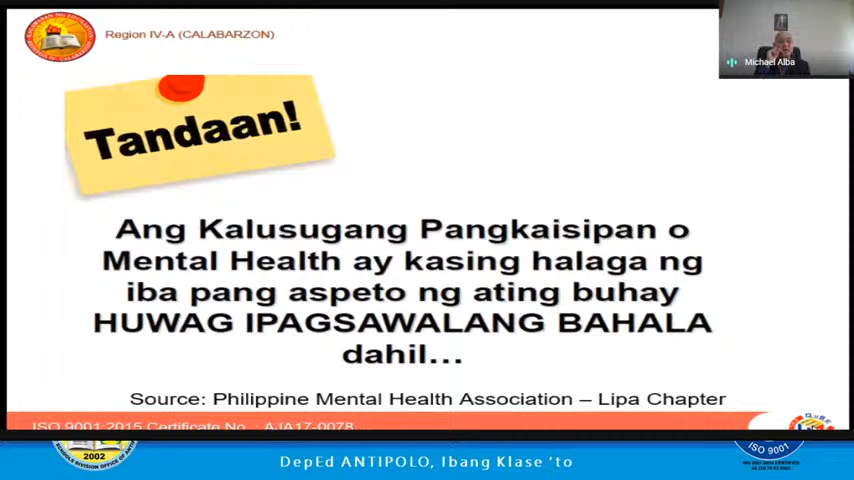 Region IV-A (CALABARZON)
Michael Alba
Tandaan!
Ang Kalusugang Pangkaisipan o
Mental Health ay kasing halaga ng
iba pang aspeto ng ating buhay
HUWAG IPAGSAWALANG BAHALA
dahil...
Source: Philippine Mental Health Association – Lipa Chapter
ISO 9001:2015 Certificate No. : AJA17-0078
2002
DepEd ANTIPOLO, Ibang Klase 'to
ISO 9001